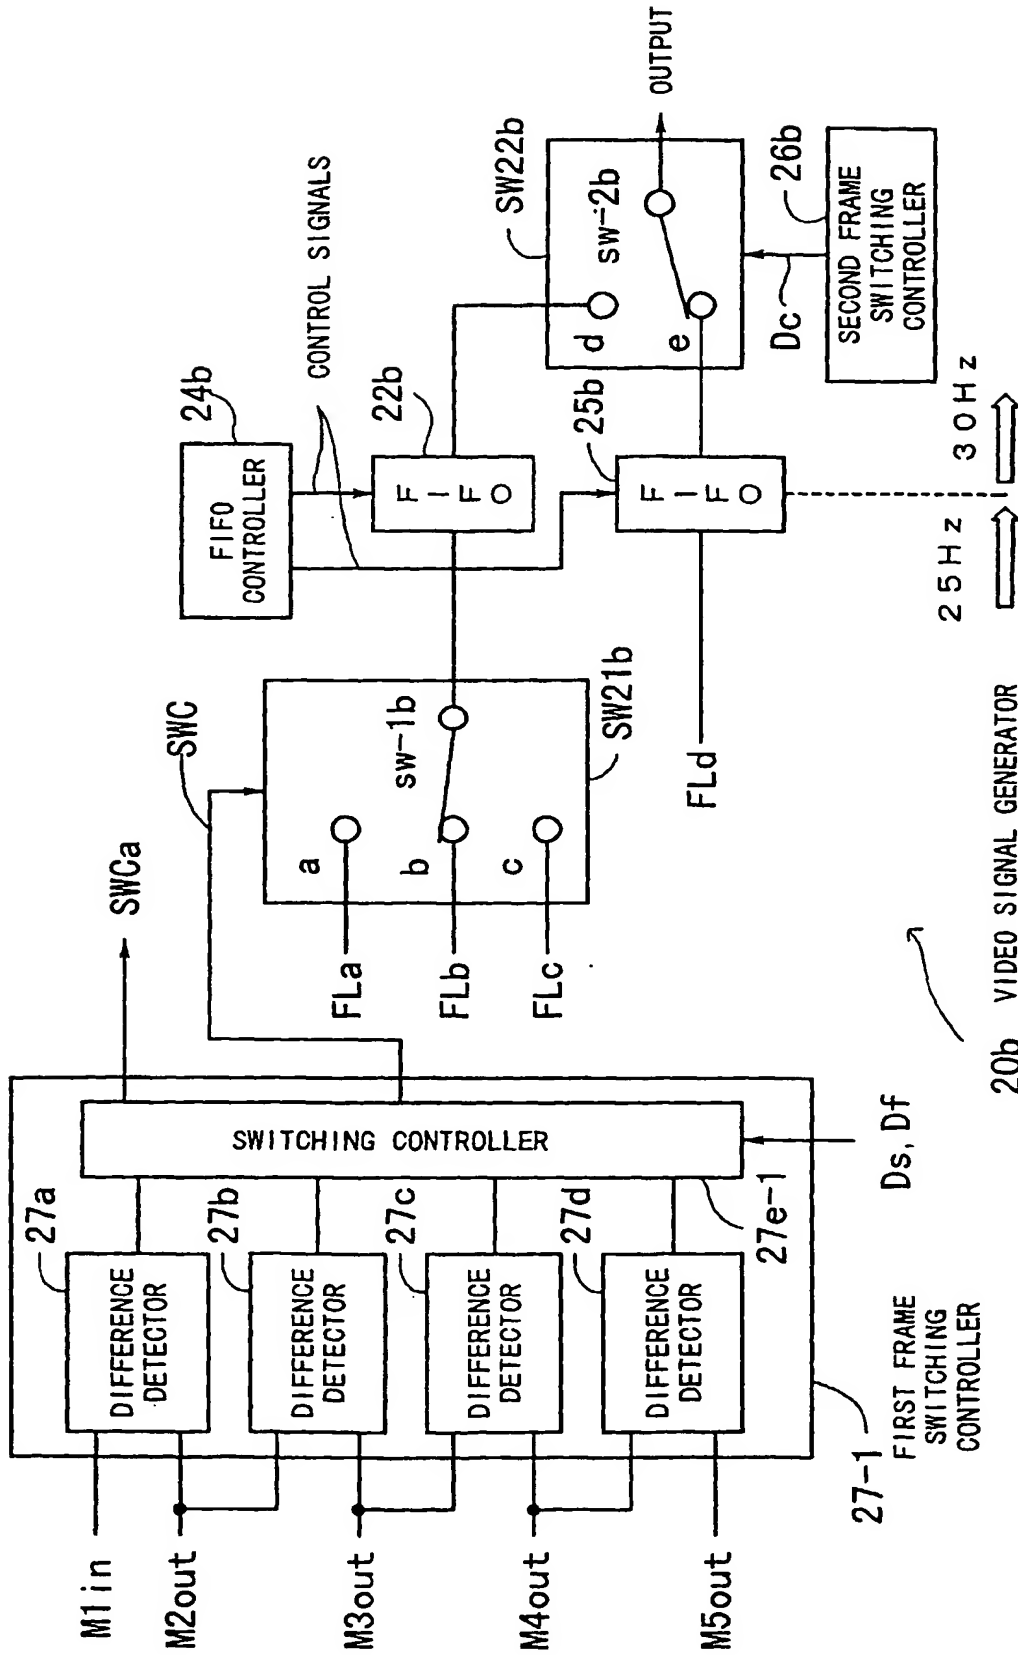 M1in
M2out
M3out
M4out
M5out
27a
DIFFERENCE
DETECTOR
27b
DIFFERENCE
DETECTOR
27c
DIFFERENCE
DETECTOR
27d
DIFFERENCE
DETECTOR
SWITCHING CONTROLLER
27e-1
Ds, Df
27-1
FIRST FRAME
SWITCHING
CONTROLLER
SWCa
SWC
FLa
FLb
FLc
a
b
c
sw-1b
SW21b
FLd
24b
FIFO
CONTROLLER
CONTROL SIGNALS
22b
FIFO
25b
FIFO
SW22b
d
e
sw-2b
OUTPUT
Dc
26b
SECOND FRAME
SWITCHING
CONTROLLER
25Hz
30Hz
20b VIDEO SIGNAL GENERATOR